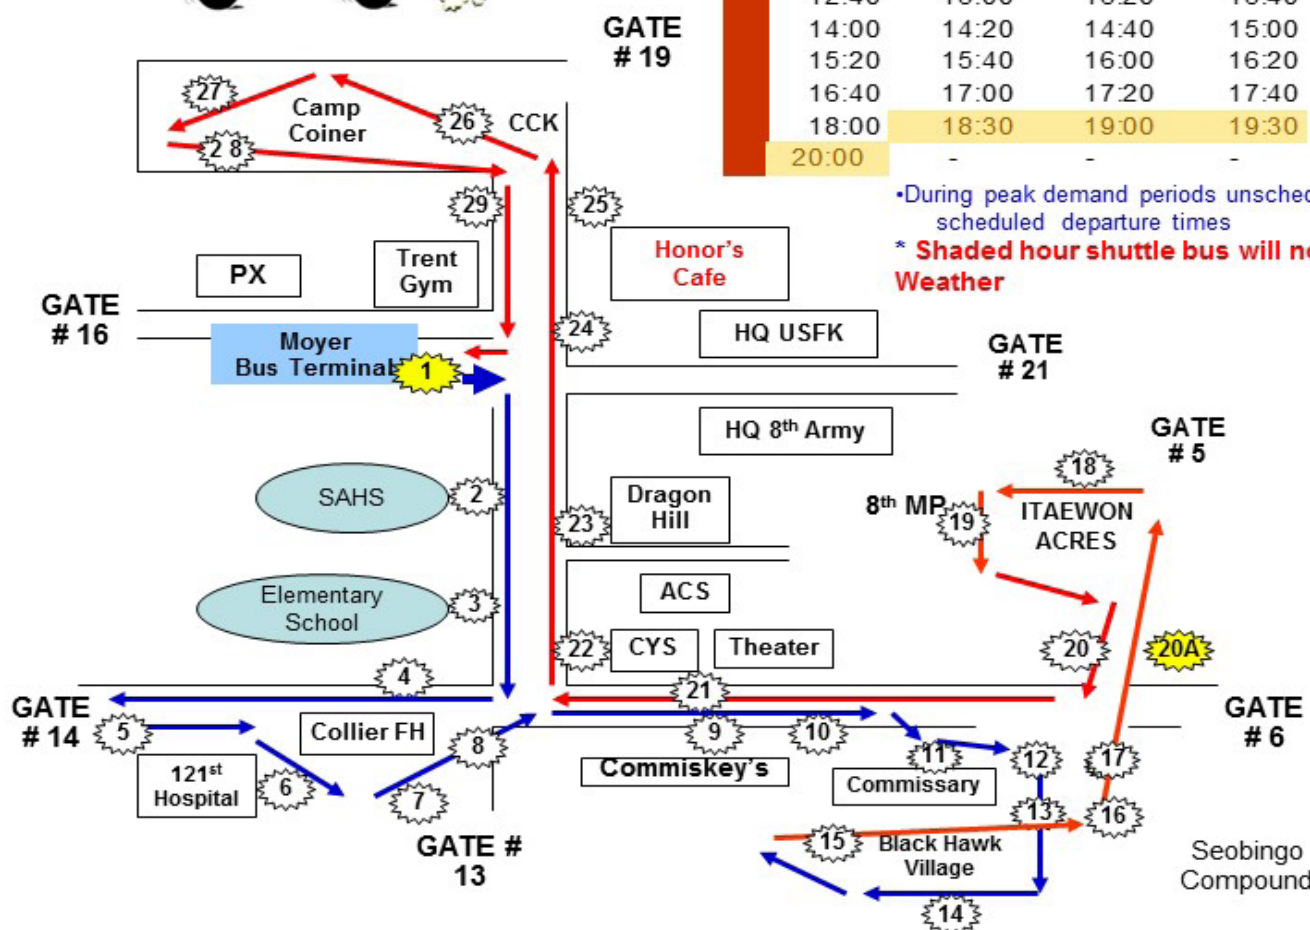 GATE
# 19
14:00 14:20 14:40 15:00
15:20 15:40 16:00 16:20
16:40 17:00 17:20 17:40
18:00 18:30 19:00 19:30
20:00 - - -
•During peak demand periods
scheduled departure times
* Shaded hour shuttle bus will
Weather
27
Camp
Coiner
26
CCK
2 8
29
25
PX
Trent
Gym
Honor's
Cafe
GATE
# 16
Moyer
Bus Terminal
1
24
HQ USFK
GATE
# 21
HQ 8th Army
GATE
# 5
18
SAHS
2
23
Dragon
Hill
8th MP
19
ITAEWON
ACRES
Elementary
School
3
ACS
22
CYS
Theater
20
20A
4
21
GATE
# 14
5
Collier FH
8
9
10
GATE
# 6
121st
Hospital
6
7
Commiskey's
11
Commissary
12
17
13
16
GATE #
13
15
Black Hawk
Village
14
Seobingo
Compound